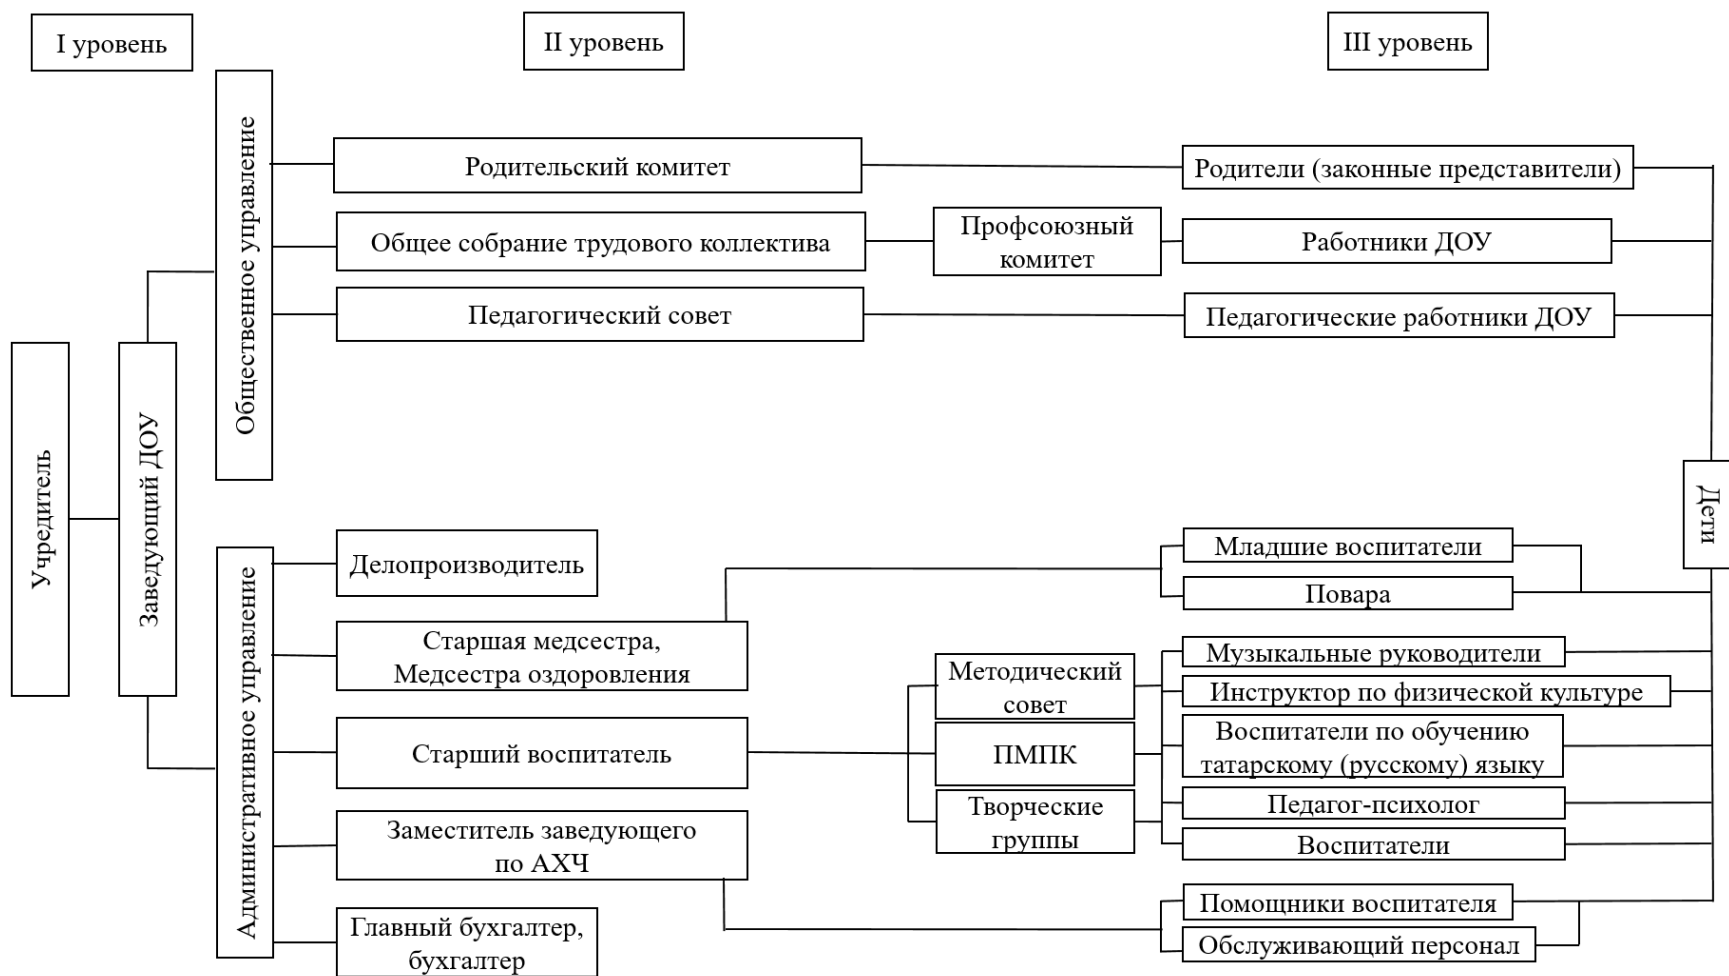 I уровень
II уровень
III уровень
Учредитель
Заведующий ДОУ
Общественное управление
Родительский комитет
Родители (законные представители)
Общее собрание трудового коллектива
Профсоюзный
комитет
Работники ДОУ
Педагогический совет
Педагогические работники ДОУ
Дети
Административное управление
Делопроизводитель
Младшие воспитатели
Повара
Старшая медсестра,
Медсестра оздоровления
Старший воспитатель
Методический
совет
ПМПК
Творческие
группы
Музыкальные руководители
Инструктор по физической культуре
Воспитатели по обучению
татарскому (русскому) языку
Педагог-психолог
Воспитатели
Заместитель заведующего
по АХЧ
Помощники воспитателя
Обслуживающий персонал
Главный бухгалтер,
бухгалтер